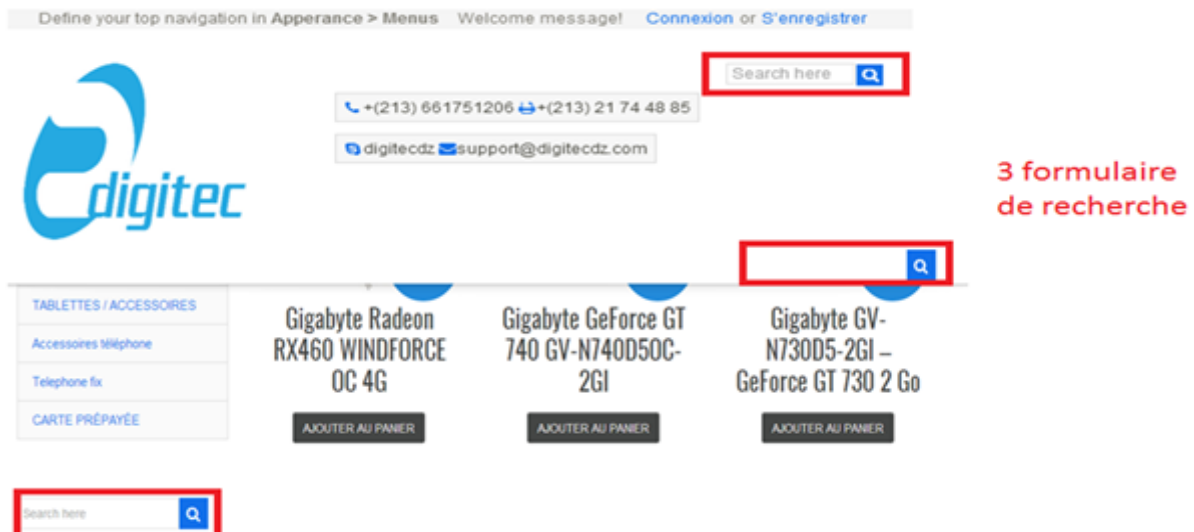 Define your top navigation in Apperance > Menus Welcome message! Connexion or S'enregistrer
Search here
+(213) 661751206 +(213) 21 74 48 85
digitecdz support@digitecdz.com
digitec
3 formulaire
de recherche
TABLETTES / ACCESSOIRES
Accessoires téléphone
Telephone fix
CARTE PRÉPAYÉE
Gigabyte Radeon
RX460 WINDFORCE
OC 4G
AJOUTER AU PANIER
Gigabyte GeForce GT
740 GV-N740D5OC-
2GI
AJOUTER AU PANIER
Gigabyte GV-
N730D5-2GI –
GeForce GT 730 2 Go
AJOUTER AU PANIER
Search here